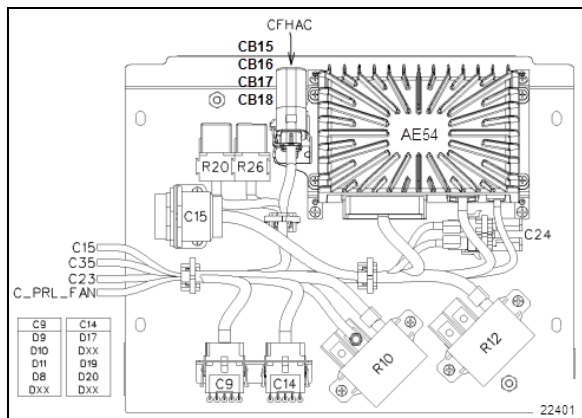 CFHAC
CB15
CB16
CB17
CB18
AE54
R20 R26
C15
C24
C15
C35
C23
C_PRL_FAN
R10
R12
C9 C14
C9 C14
D9 D17
D10 DXX
D11 D19
D8 D20
DXX DXX
22401